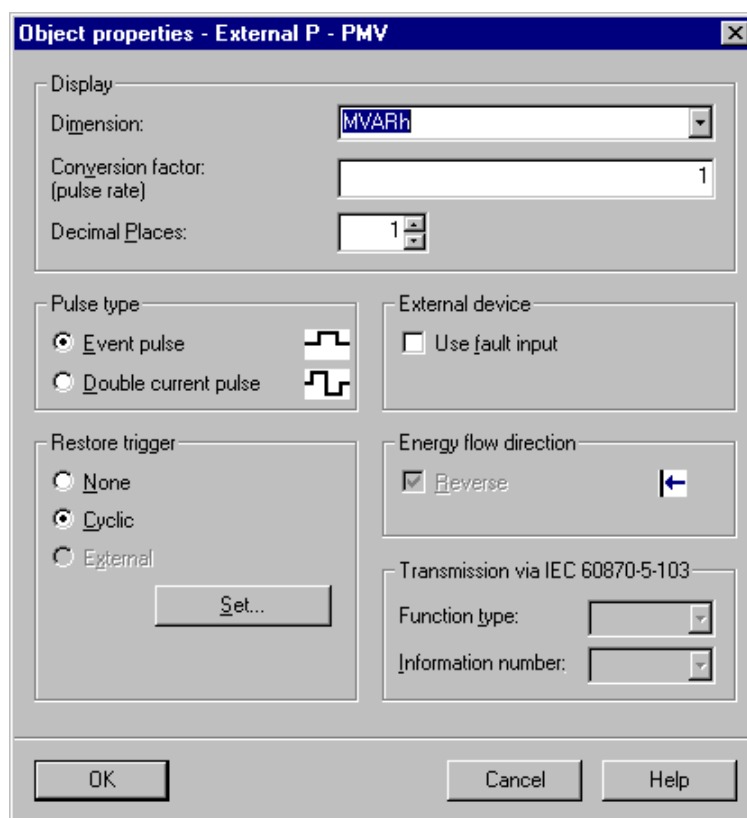 Object properties - External P - PMV
Display
Dimension: MVARh
Conversion factor: 1
(pulse rate)
Decimal Places: 1
Pulse type
Event pulse
Double current pulse
External device
Use fault input
Restore trigger
None
Cyclic
External
Set...
Energy flow direction
Reverse
Transmission via IEC 60870-5-103
Function type:
Information number:
OK Cancel Help